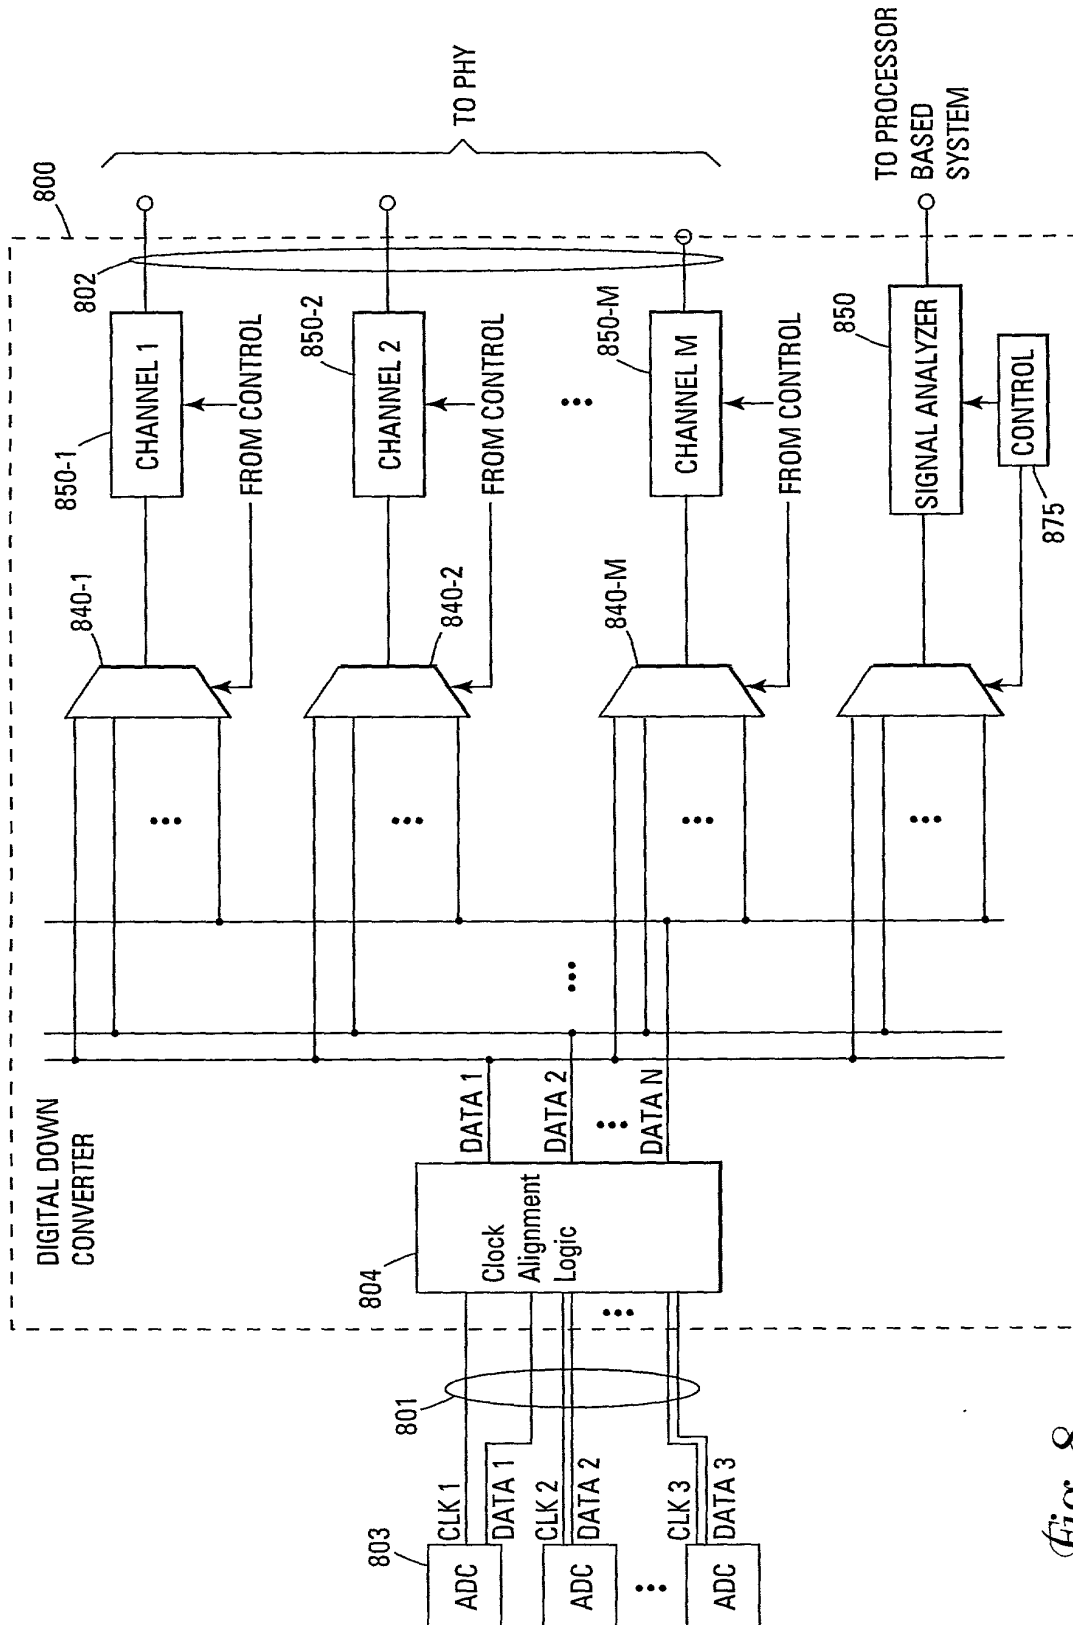 800
802
TO PHY
TO PROCESSOR
BASED
SYSTEM
850-1
CHANNEL 1
FROM CONTROL
850-2
CHANNEL 2
FROM CONTROL
850-M
CHANNEL M
FROM CONTROL
850
SIGNAL ANALYZER
CONTROL
875
840-1
840-2
840-M
DIGITAL DOWN
CONVERTER
DATA 1
DATA 2
DATA N
804
Clock
Alignment
Logic
801
803
ADC
CLK 1
DATA 1
ADC
CLK 2
DATA 2
ADC
CLK 3
DATA 3
Fig. 8